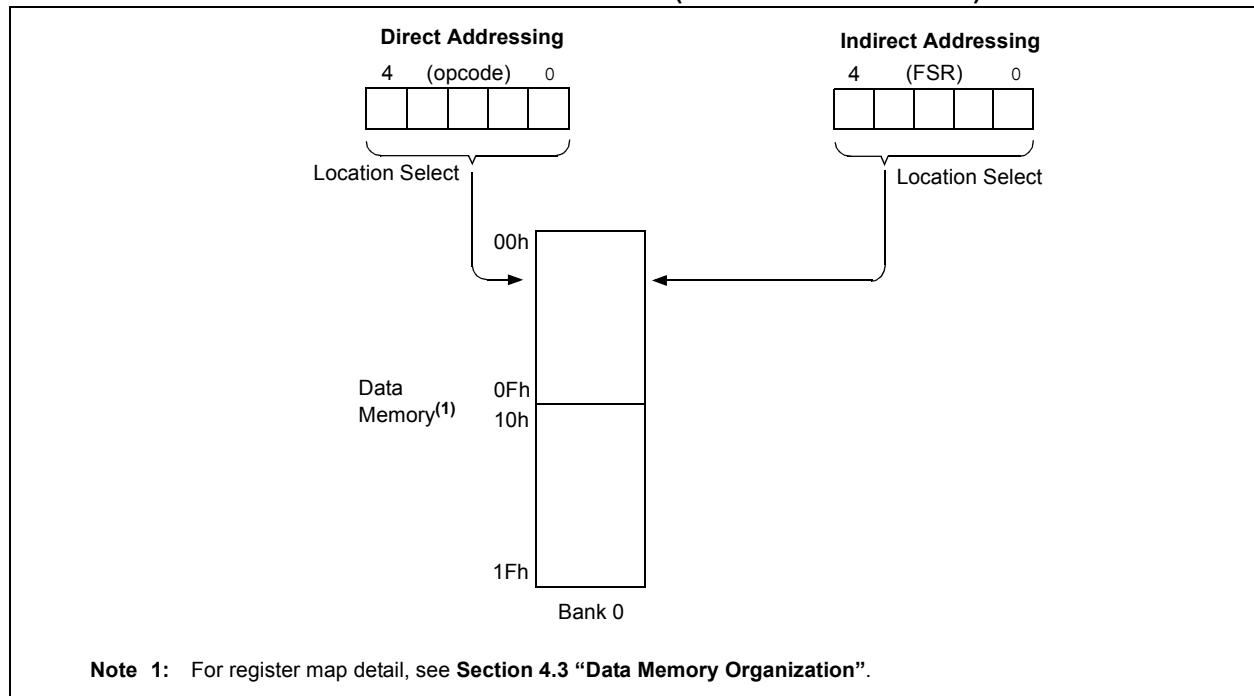 Direct Addressing
4 (opcode) 0
Location Select
Indirect Addressing
4 (FSR) 0
Location Select
00h
Data
Memory(1)
0Fh
10h
1Fh
Bank 0
Note 1: For register map detail, see Section 4.3 “Data Memory Organization”.